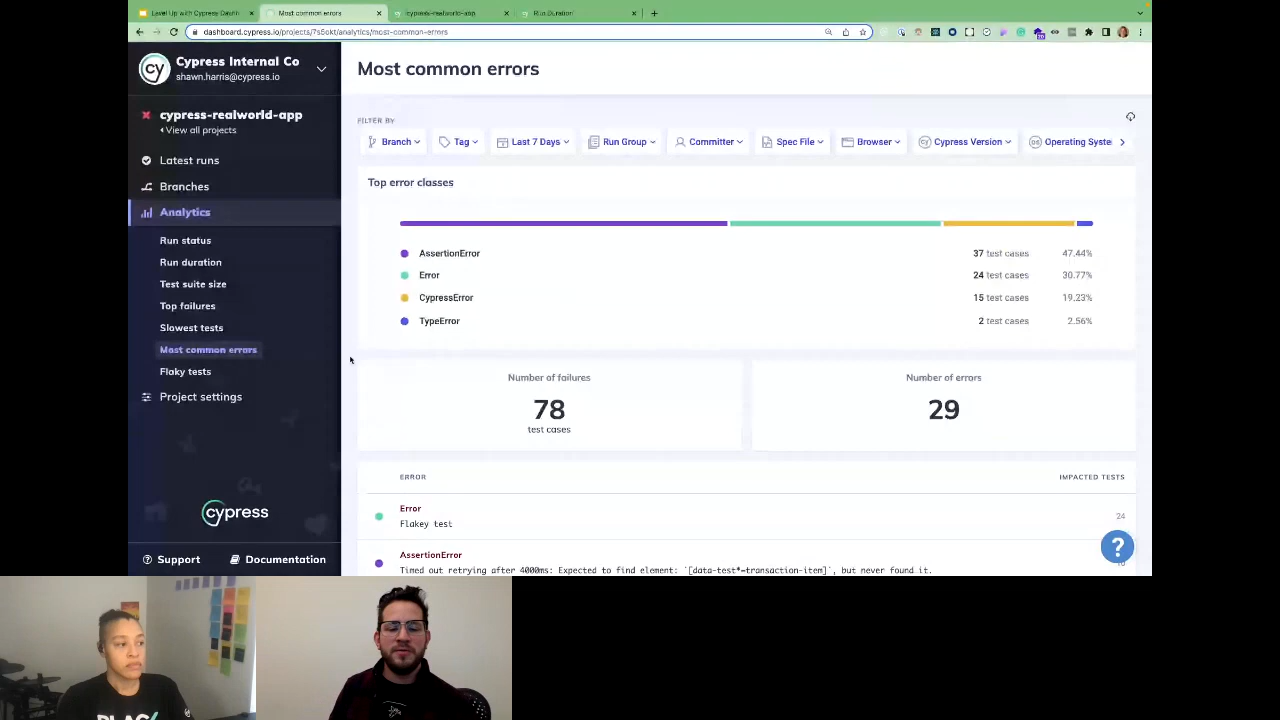 Level Up with Cypress Dashb
Most common errors
cypress-realworld-app
Run Duration
dashboard.cypress.io/projects/7s5okt/analytics/most-common-errors
cy
Cypress Internal Co
shawn.harris@cypress.io
cypress-realworld-app
View all projects
Latest runs
Branches
Analytics
Run status
Run duration
Test suite size
Top failures
Slowest tests
Most common errors
Flaky tests
Project settings
cypress
Support
Documentation
Most common errors
FILTER BY
Branch
Tag
Last 7 Days
Run Group
Committer
Spec File
Browser
Cypress Version
Operating Syste
Top error classes
AssertionError 37 test cases 47.44%
Error 24 test cases 30.77%
CypressError 15 test cases 19.23%
TypeError 2 test cases 2.56%
Number of failures
78
test cases
Number of errors
29
ERROR IMPACTED TESTS
Error
Flakey test 24
AssertionError
Timed out retrying after 4000ms: Expected to find element: `[data-test*=transaction-item]`, but never found it.
?